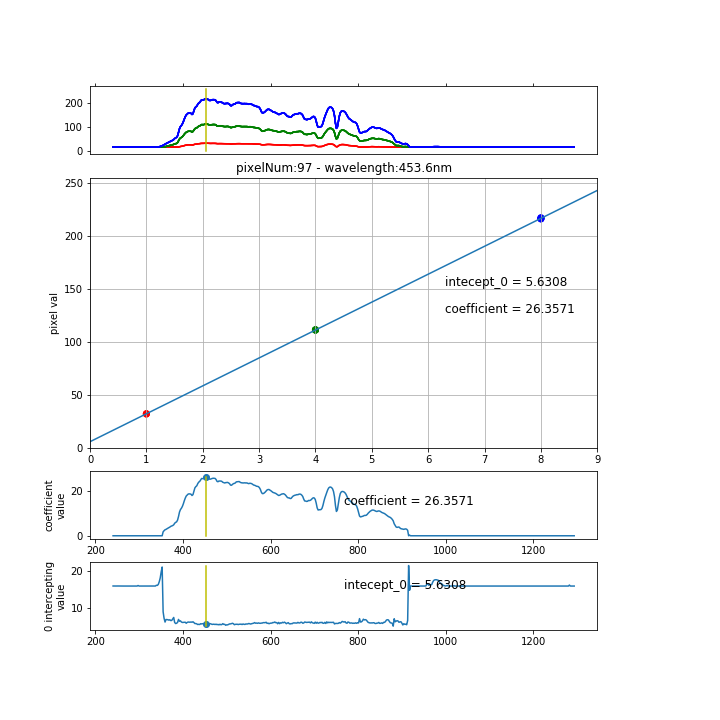 200
100
0
pixelNum:97 - wavelength:453.6nm
250
200
150
100
50
0
pixel val
intecept_0 = 5.6308
coefficient = 26.3571
0 1 2 3 4 5 6 7 8 9
20
0
coefficient
value
coefficient = 26.3571
200 400 600 800 1000 1200
20
10
0 intercepting
value
intecept_0 = 5.6308
200 400 600 800 1000 1200